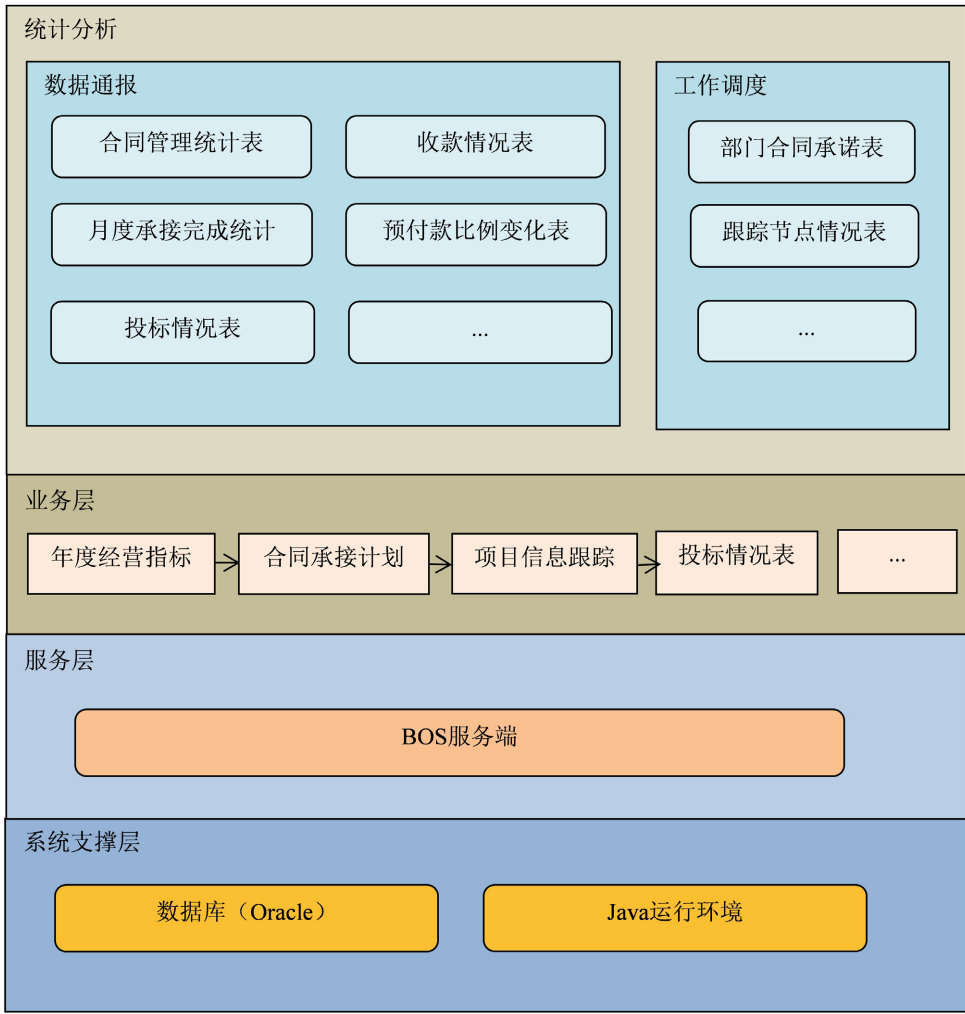 统计分析
数据通报
合同管理统计表
收款情况表
月度承接完成统计
预付款比例变化表
投标情况表
...
工作调度
部门合同承诺表
跟踪节点情况表
...
业务层
年度经营指标
合同承接计划
项目信息跟踪
投标情况表
...
服务层
BOS服务端
系统支撑层
数据库（Oracle）
Java运行环境